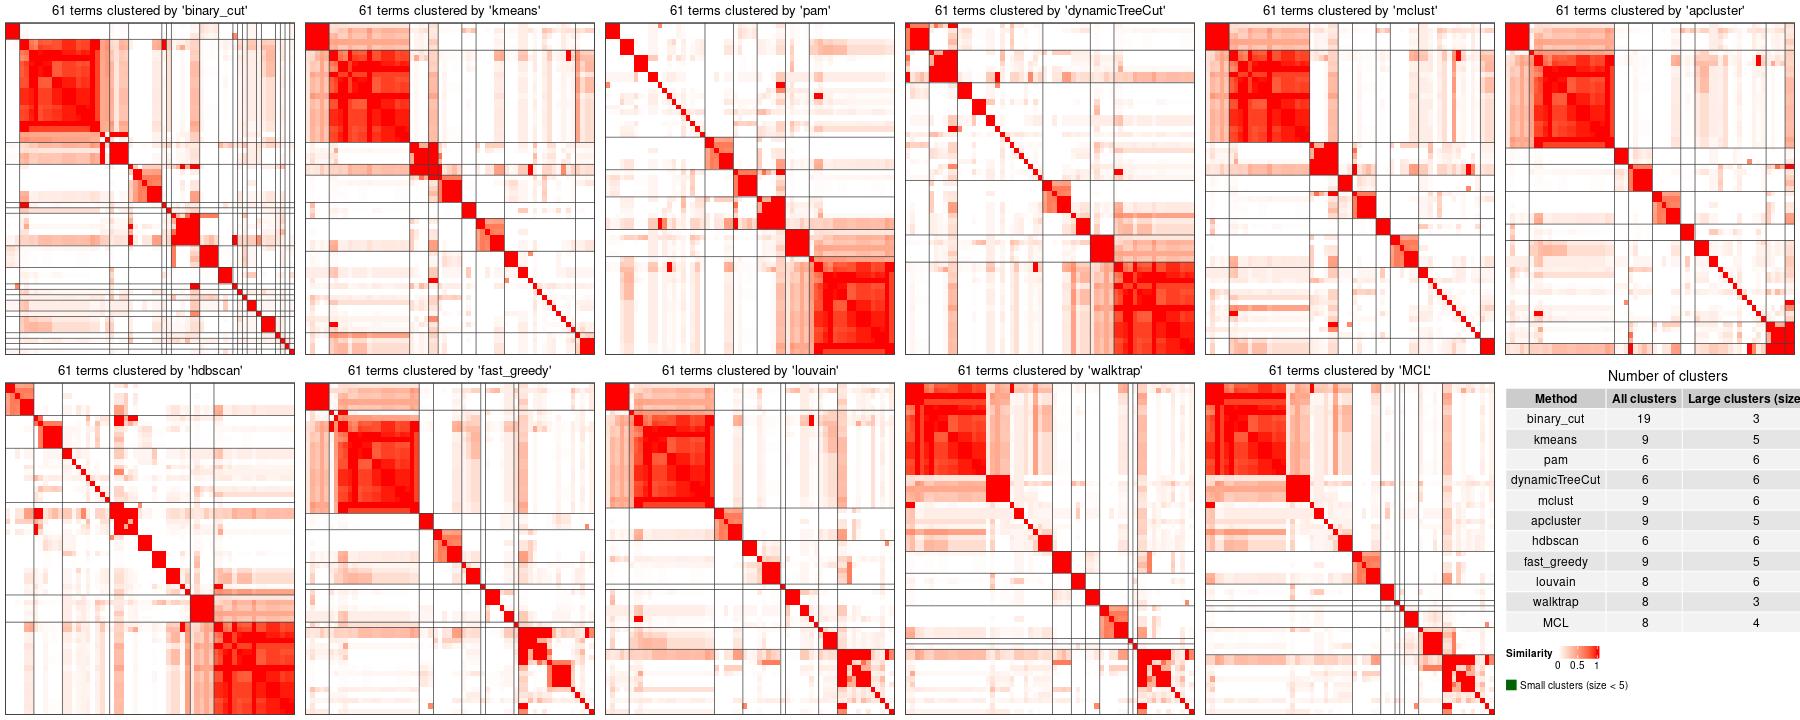 61 terms clustered by 'binary_cut'
61 terms clustered by 'kmeans'
61 terms clustered by 'pam'
61 terms clustered by 'dynamicTreeCut'
61 terms clustered by 'mclust'
61 terms clustered by 'apcluster'
61 terms clustered by 'hdbscan'
61 terms clustered by 'fast_greedy'
61 terms clustered by 'louvain'
61 terms clustered by 'walktrap'
61 terms clustered by 'MCL'
Number of clusters
Method All clusters Large clusters (size
binary_cut 19 3
kmeans 9 5
pam 6 6
dynamicTreeCut 6 6
mclust 9 6
apcluster 9 5
hdbscan 6 6
fast_greedy 9 5
louvain 8 6
walktrap 8 3
MCL 8 4
Similarity
0 0.5 1
Small clusters (size < 5)